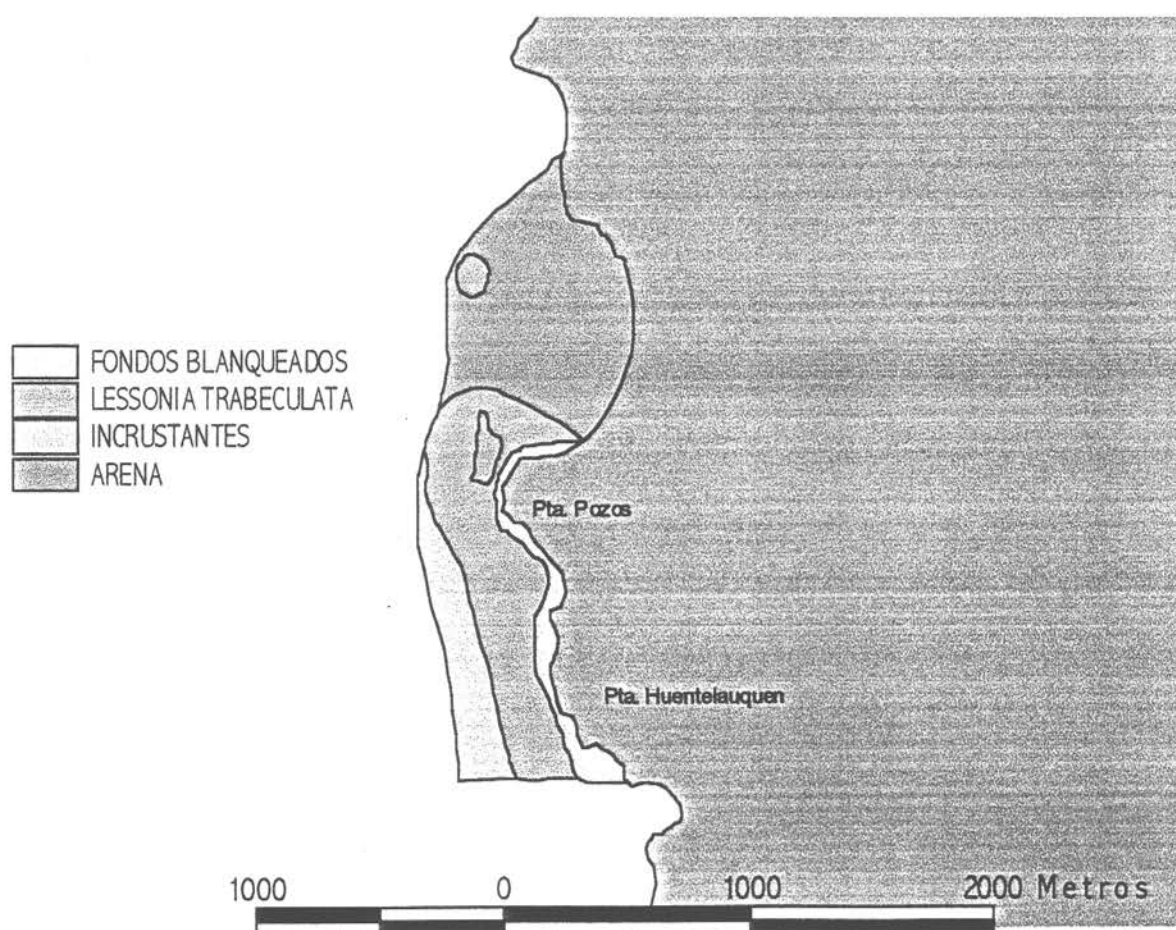 FONDOS BLANQUEADOS
LESSONIA TRABECULATA
INCRUSTANTES
ARENA
Pta. Pozos
Pta. Huentelauquen
1000 0 1000 2000 Metros